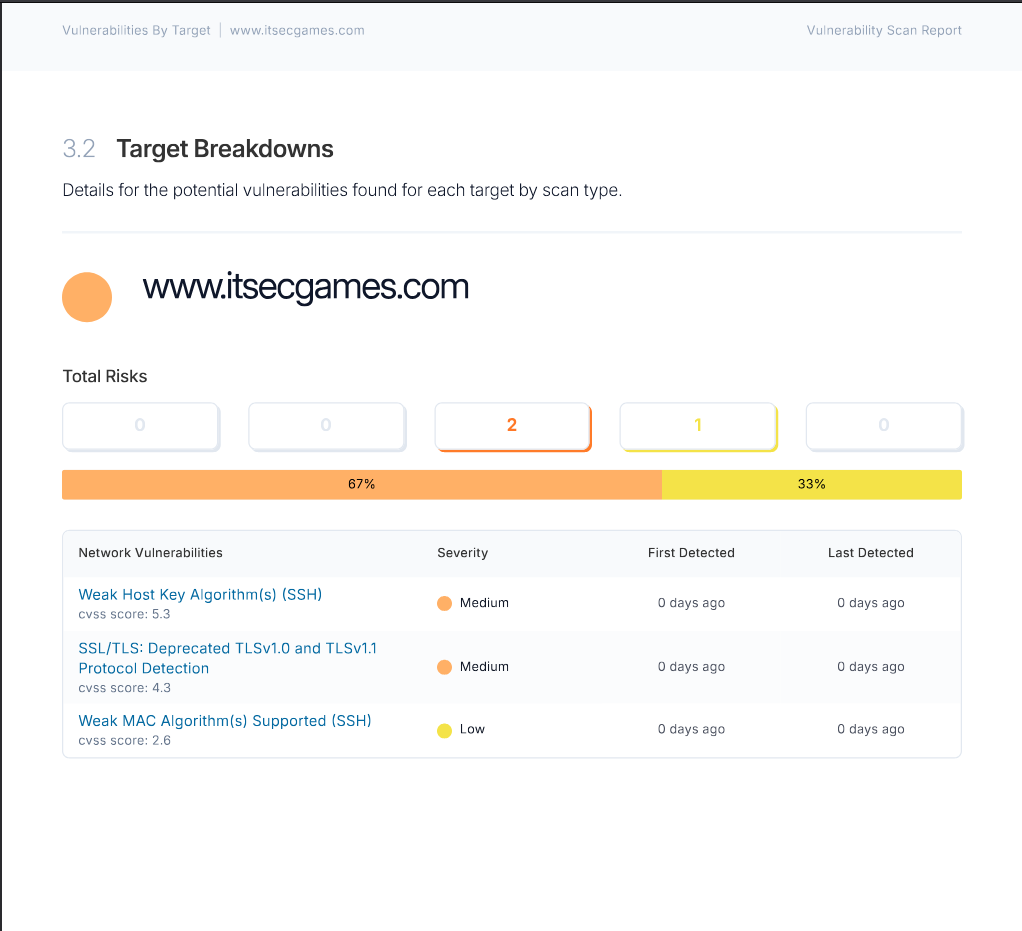 Vulnerabilities By Target | www.itsecgames.com Vulnerability Scan Report
3.2 Target Breakdowns
Details for the potential vulnerabilities found for each target by scan type.
www.itsecgames.com
Total Risks
0 0 2 1 0
67% 33%
Network Vulnerabilities Severity First Detected Last Detected
Weak Host Key Algorithm(s) (SSH)
cvss score: 5.3
Medium 0 days ago 0 days ago
SSL/TLS: Deprecated TLSv1.0 and TLSv1.1
Protocol Detection
cvss score: 4.3
Medium 0 days ago 0 days ago
Weak MAC Algorithm(s) Supported (SSH)
cvss score: 2.6
Low 0 days ago 0 days ago